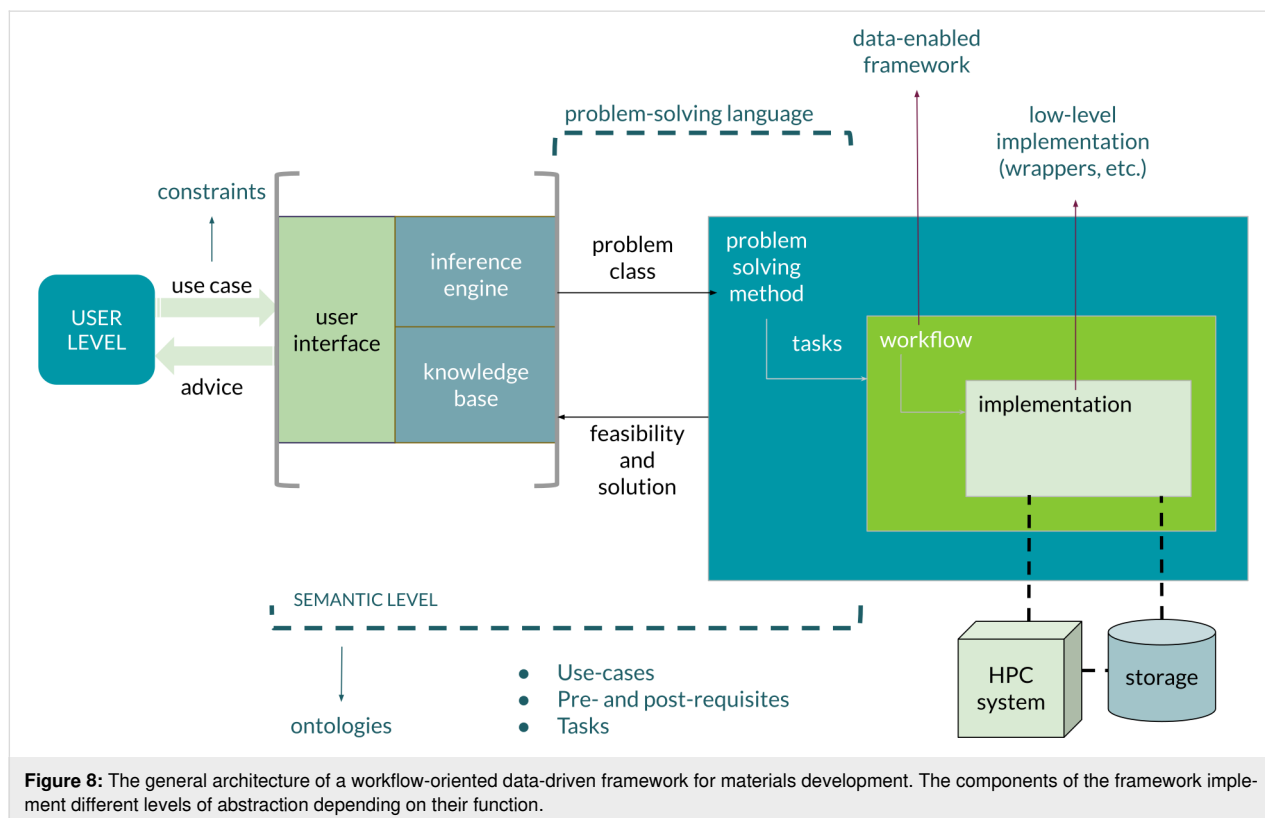 data-enabled
framework
problem-solving language
low-level
implementation
(wrappers, etc.)
constraints
use case
USER
LEVEL
advice
user
interface
inference
engine
knowledge
base
problem
class
feasibility
and
solution
problem
solving
method
tasks
workflow
implementation
SEMANTIC LEVEL
ontologies
● Use-cases
● Pre- and post-requisites
● Tasks
HPC
system
storage
Figure 8: The general architecture of a workflow-oriented data-driven framework for materials development. The components of the framework imple-
ment different levels of abstraction depending on their function.